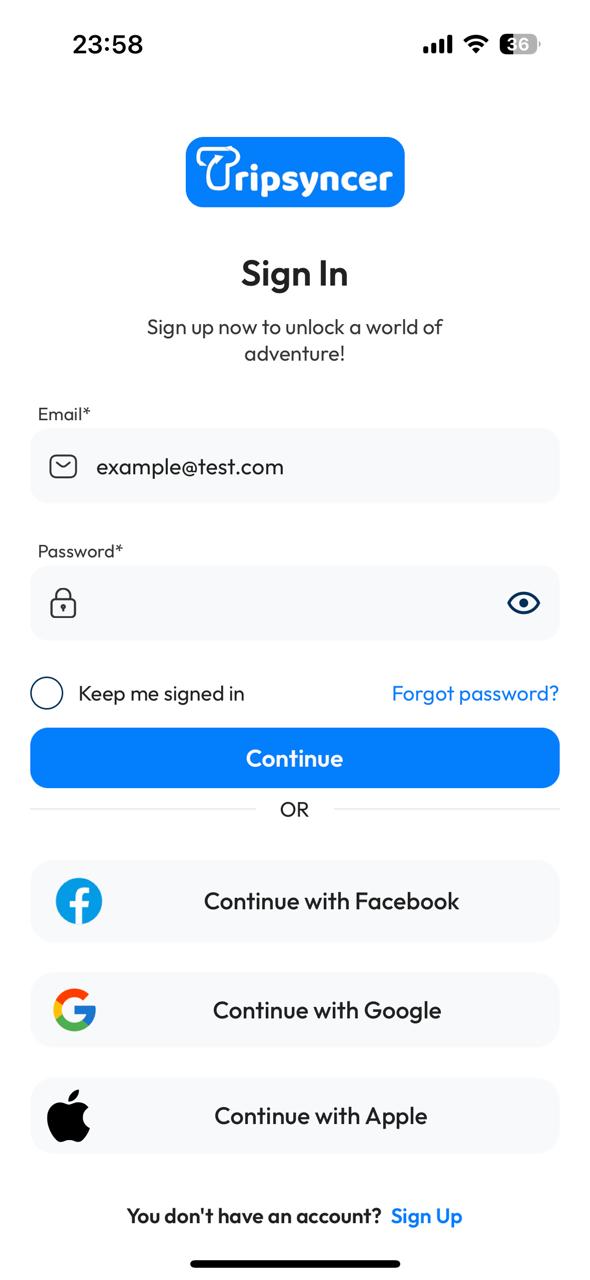 23:58
36
Tripsyncer
Sign In
Sign up now to unlock a world of
adventure!
Email*
example@test.com
Password*
Keep me signed in
Forgot password?
Continue
OR
Continue with Facebook
Continue with Google
Continue with Apple
You don't have an account? Sign Up